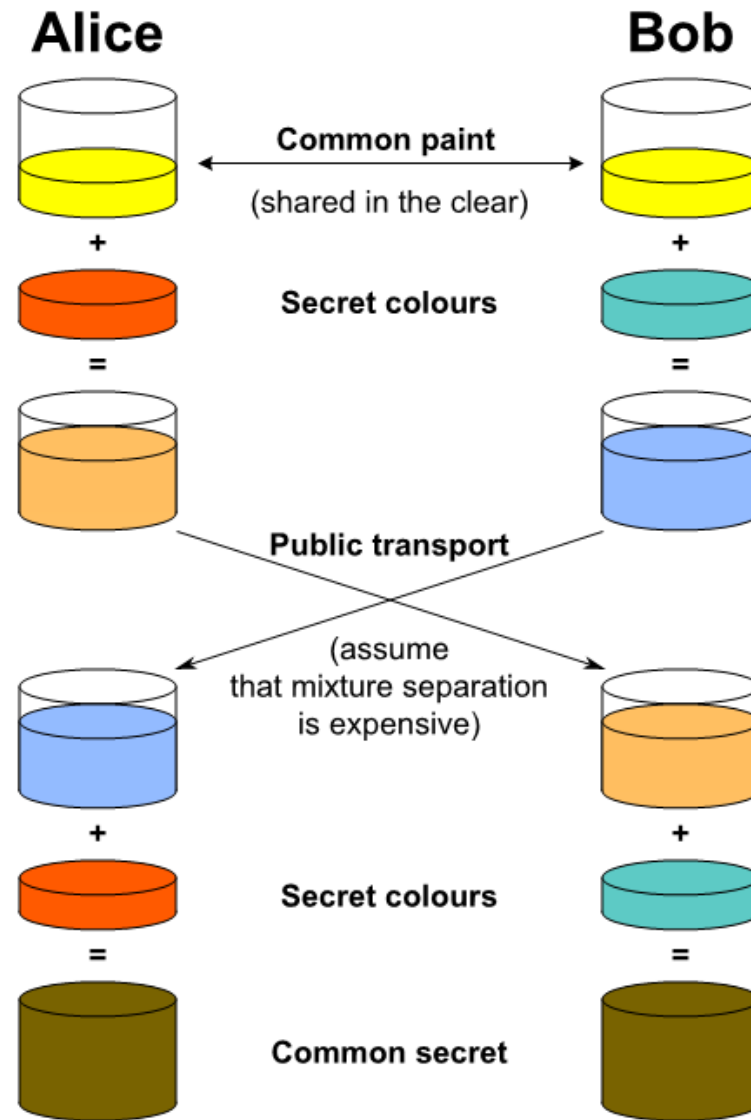 Alice
Bob
Common paint
(shared in the clear)
+
+
Secret colours
=
=
Public transport
(assume
that mixture separation
is expensive)
+
+
Secret colours
=
=
Common secret